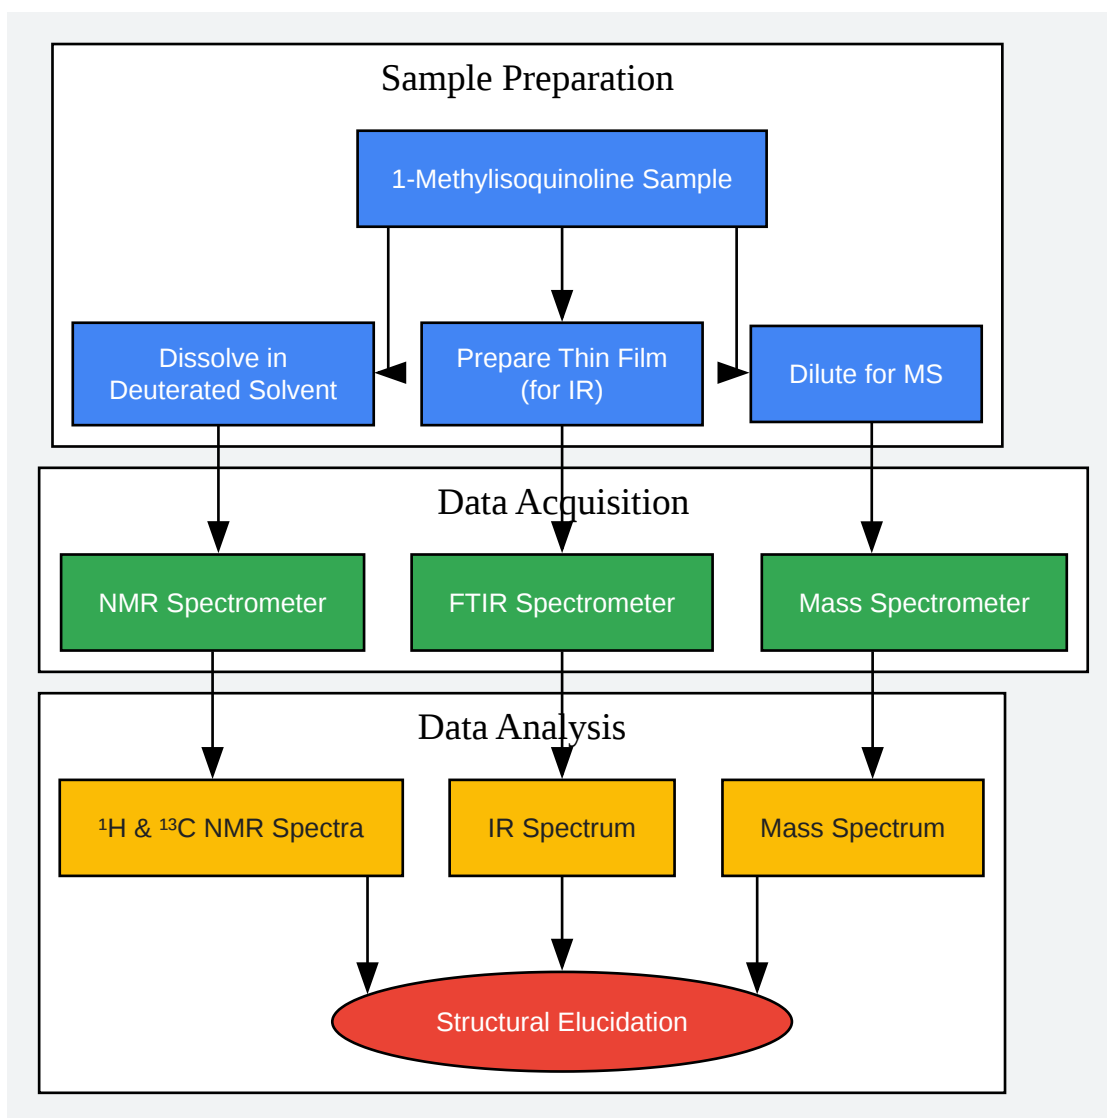 Sample Preparation
1-Methylisoquinoline Sample
Dissolve in
Deuterated Solvent
Prepare Thin Film
(for IR)
Dilute for MS
Data Acquisition
NMR Spectrometer
FTIR Spectrometer
Mass Spectrometer
Data Analysis
¹H & ¹³C NMR Spectra
IR Spectrum
Mass Spectrum
Structural Elucidation